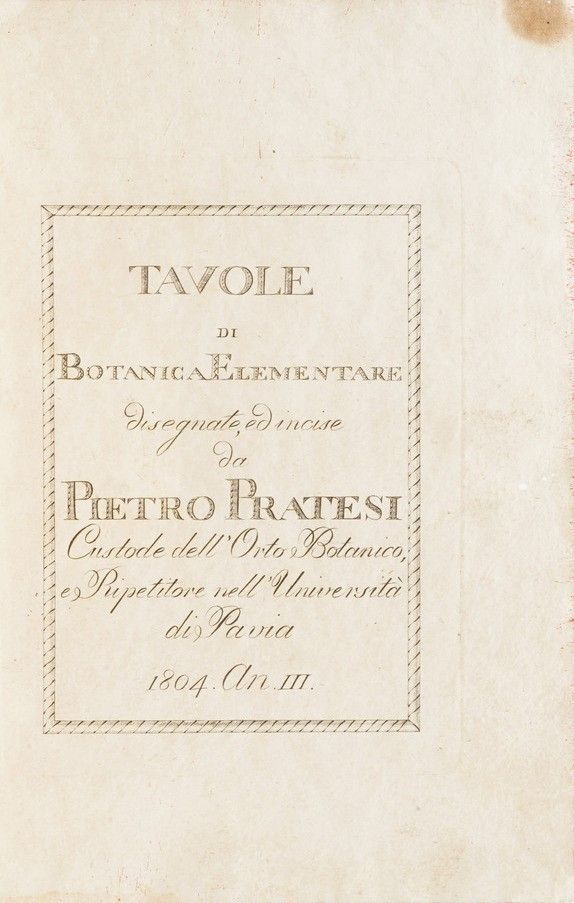 TAVOLE
DI
BOTANICA ELEMENTARE
disegnate, ed incise
da
PIETRO PRATESI
Custode dell'Orto Botanico,
e Ripetitore nell'Università
di Pavia
1804. An. III.